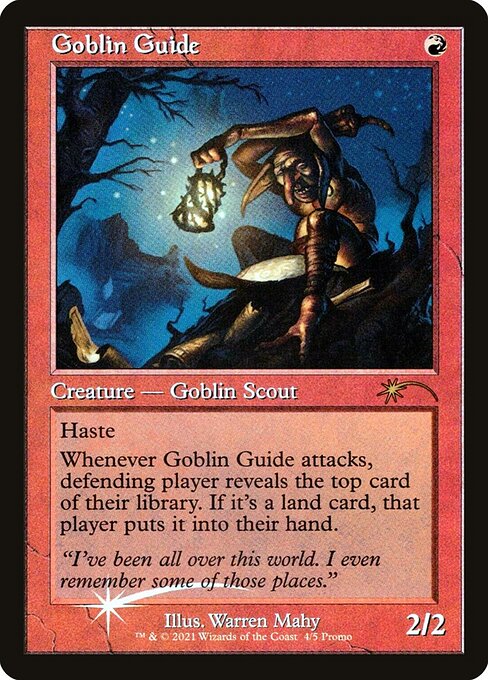 Goblin Guide
Creature — Goblin Scout
Haste
Whenever Goblin Guide attacks,
defending player reveals the top card
of their library. If it's a land card, that
player puts it into their hand.
“I've been all over this world. I even
remember some of those places.”
Illus. Warren Mahy
™ & © 2021 Wizards of the Coast 4/5 Promo
2/2